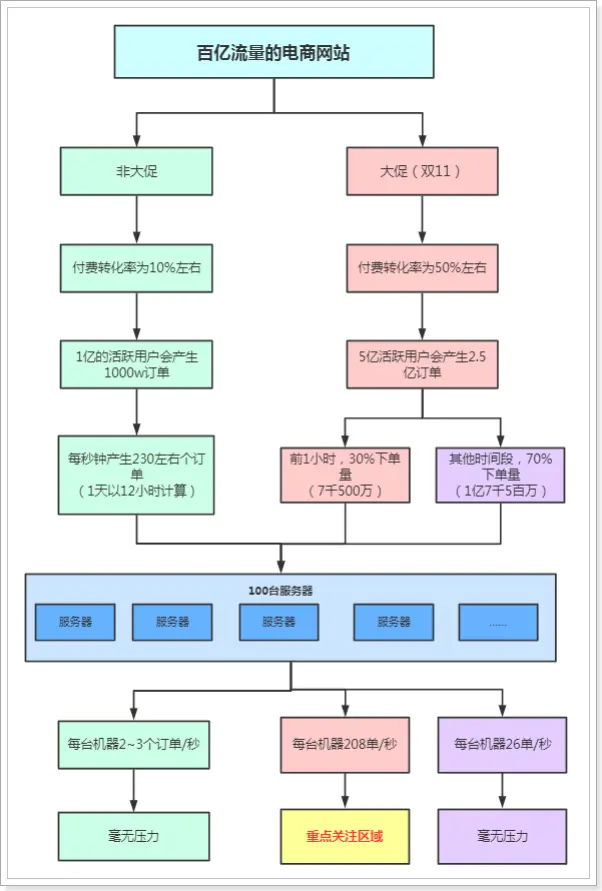 百亿流量的电商网站
非大促
大促（双11）
付费转化率为10%左右
付费转化率为50%左右
1亿的活跃用户会产生
1000w订单
5亿活跃用户会产生2.5
亿订单
每秒钟产生230左右个订
单
（1天以12小时计算）
前1小时，30%下单
量
（7千500万）
其他时间段，70%
下单量
（1亿7千5百万）
100台服务器
服务器
服务器
服务器
服务器
......
每台机器2~3个订单/秒
每台机器208单/秒
每台机器26单/秒
毫无压力
重点关注区域
毫无压力